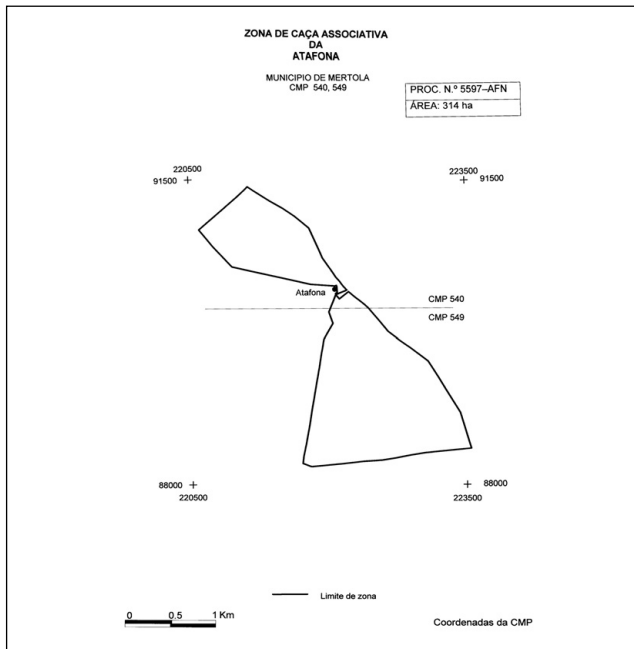 ZONA DE CAÇA ASSOCIATIVA
DA
ATAFONA
MUNICIPIO DE MERTOLA
CMP 540, 549
PROC. N.º 5597–AFN
ÁREA: 314 ha
220500
91500
223500
91500
Atafona
CMP 540
CMP 549
88000
220500
88000
223500
Limite de zona
0 0.5 1 Km
Coordenadas da CMP